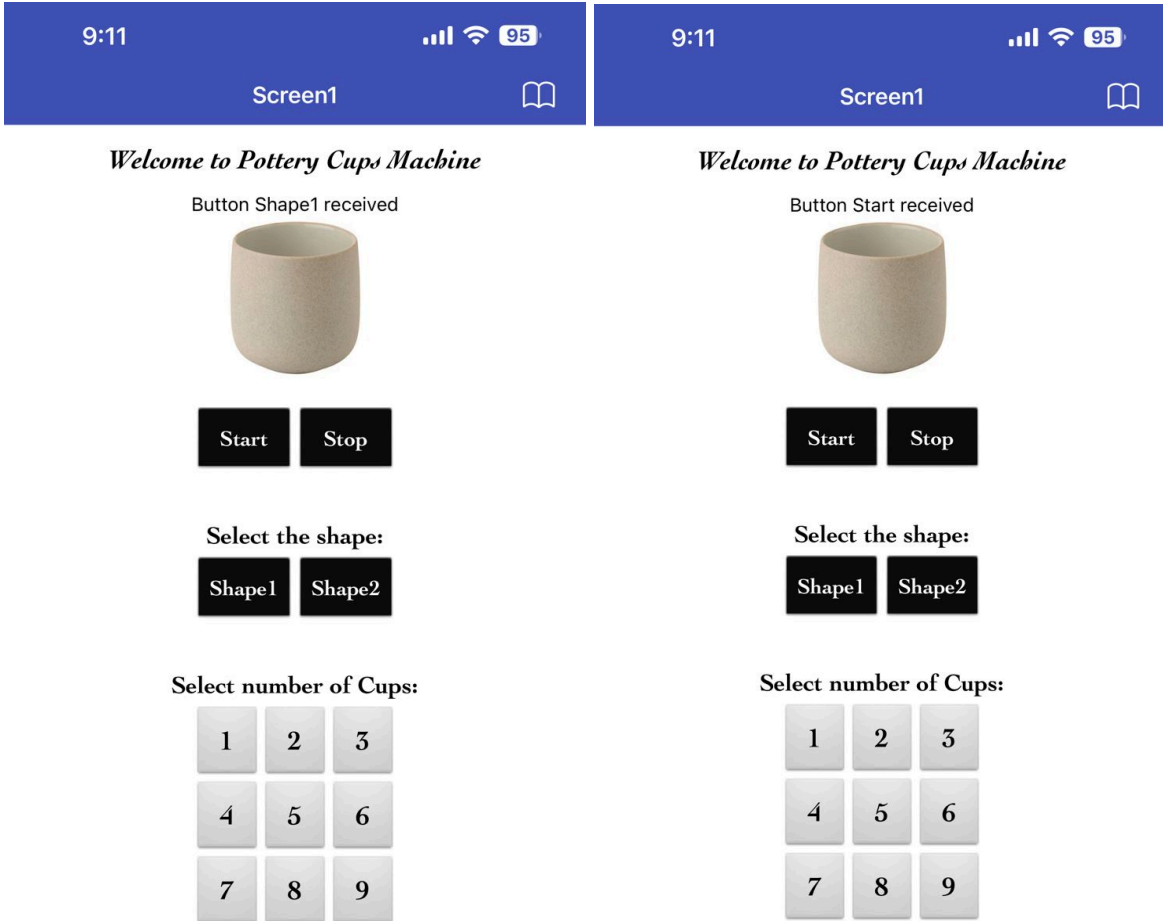 9:11 95
Screen1
Welcome to Pottery Cups Machine
Button Shape1 received
Start Stop
Select the shape:
Shape1 Shape2
Select number of Cups:
1 2 3
4 5 6
7 8 9
9:11 95
Screen1
Welcome to Pottery Cups Machine
Button Start received
Start Stop
Select the shape:
Shape1 Shape2
Select number of Cups:
1 2 3
4 5 6
7 8 9